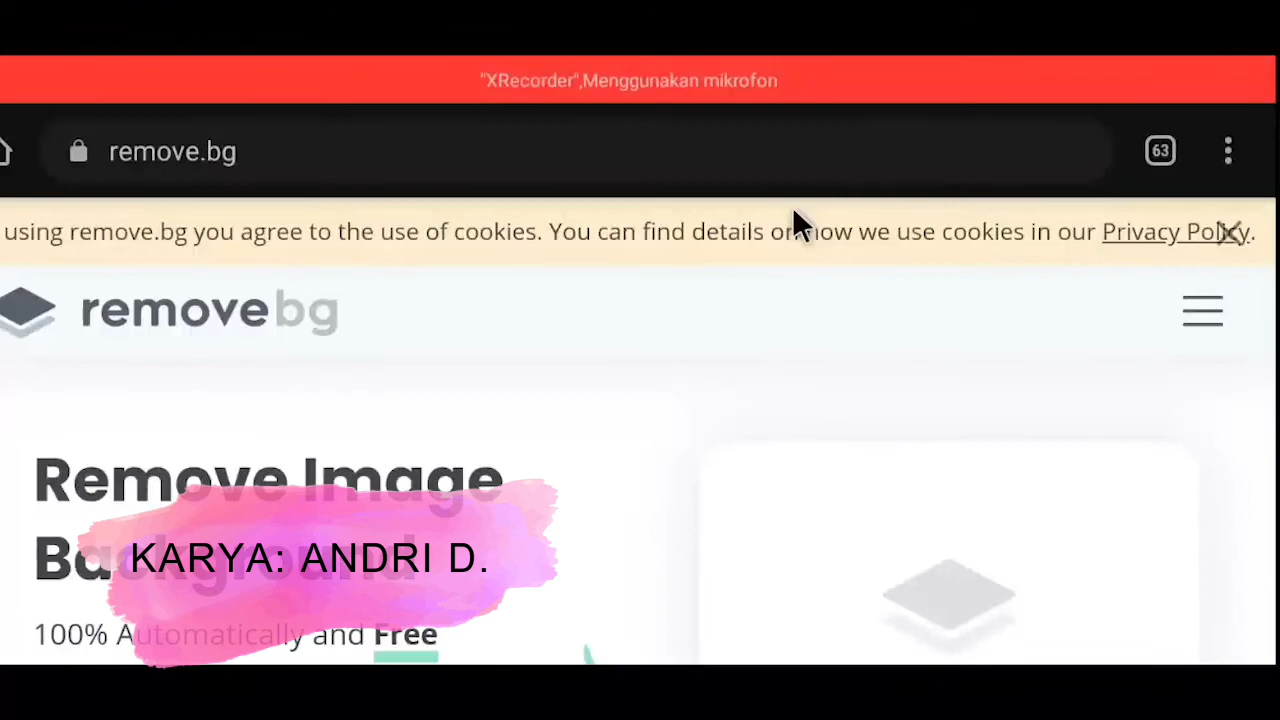 "XRecorder",Menggunakan mikrofon
remove.bg
63
using remove.bg you agree to the use of cookies. You can find details on how we use cookies in our Privacy Policy.
removebg
Remove Image
Background
KARYA: ANDRI D.
100% Automatically and Free